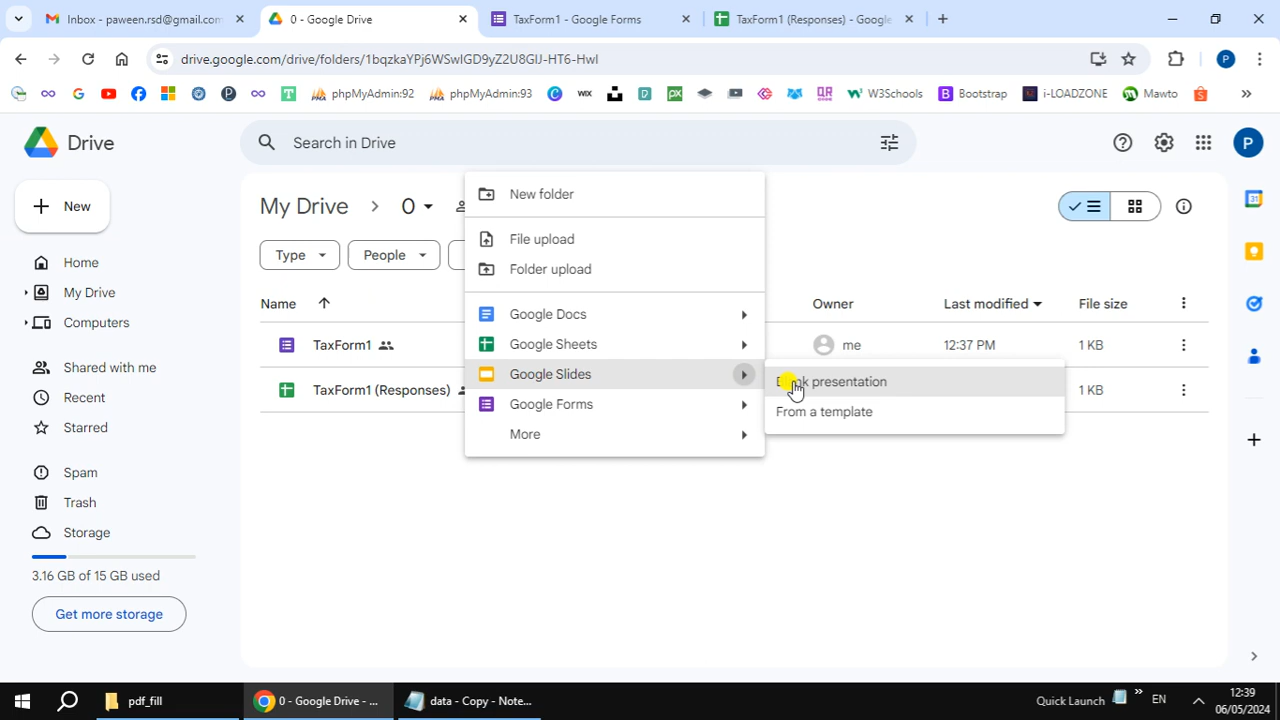 Inbox - paween.rsd@gmail.com
0 - Google Drive
TaxForm1 - Google Forms
TaxForm1 (Responses) - Google
drive.google.com/drive/folders/1bqzkaYPj6WSwIGD9yZ2U8GIJ-HT6-HwI
P
phpMyAdmin:92
phpMyAdmin:93
WIX
W3Schools
Bootstrap
i-LOADZONE
Mawto
Drive
Search in Drive
P
New
My Drive
0
New folder
Type
People
File upload
Folder upload
Home
My Drive
Computers
Name
Owner
Last modified
File size
Google Docs
TaxForm1
Google Sheets
me
12:37 PM
1 KB
Shared with me
Google Slides
presentation
TaxForm1 (Responses)
1 KB
Recent
Google Forms
From a template
Starred
More
Spam
Trash
Storage
3.16 GB of 15 GB used
Get more storage
pdf_fill
0 - Google Drive - ...
data - Copy - Note...
Quick Launch
EN
12:39
06/05/2024